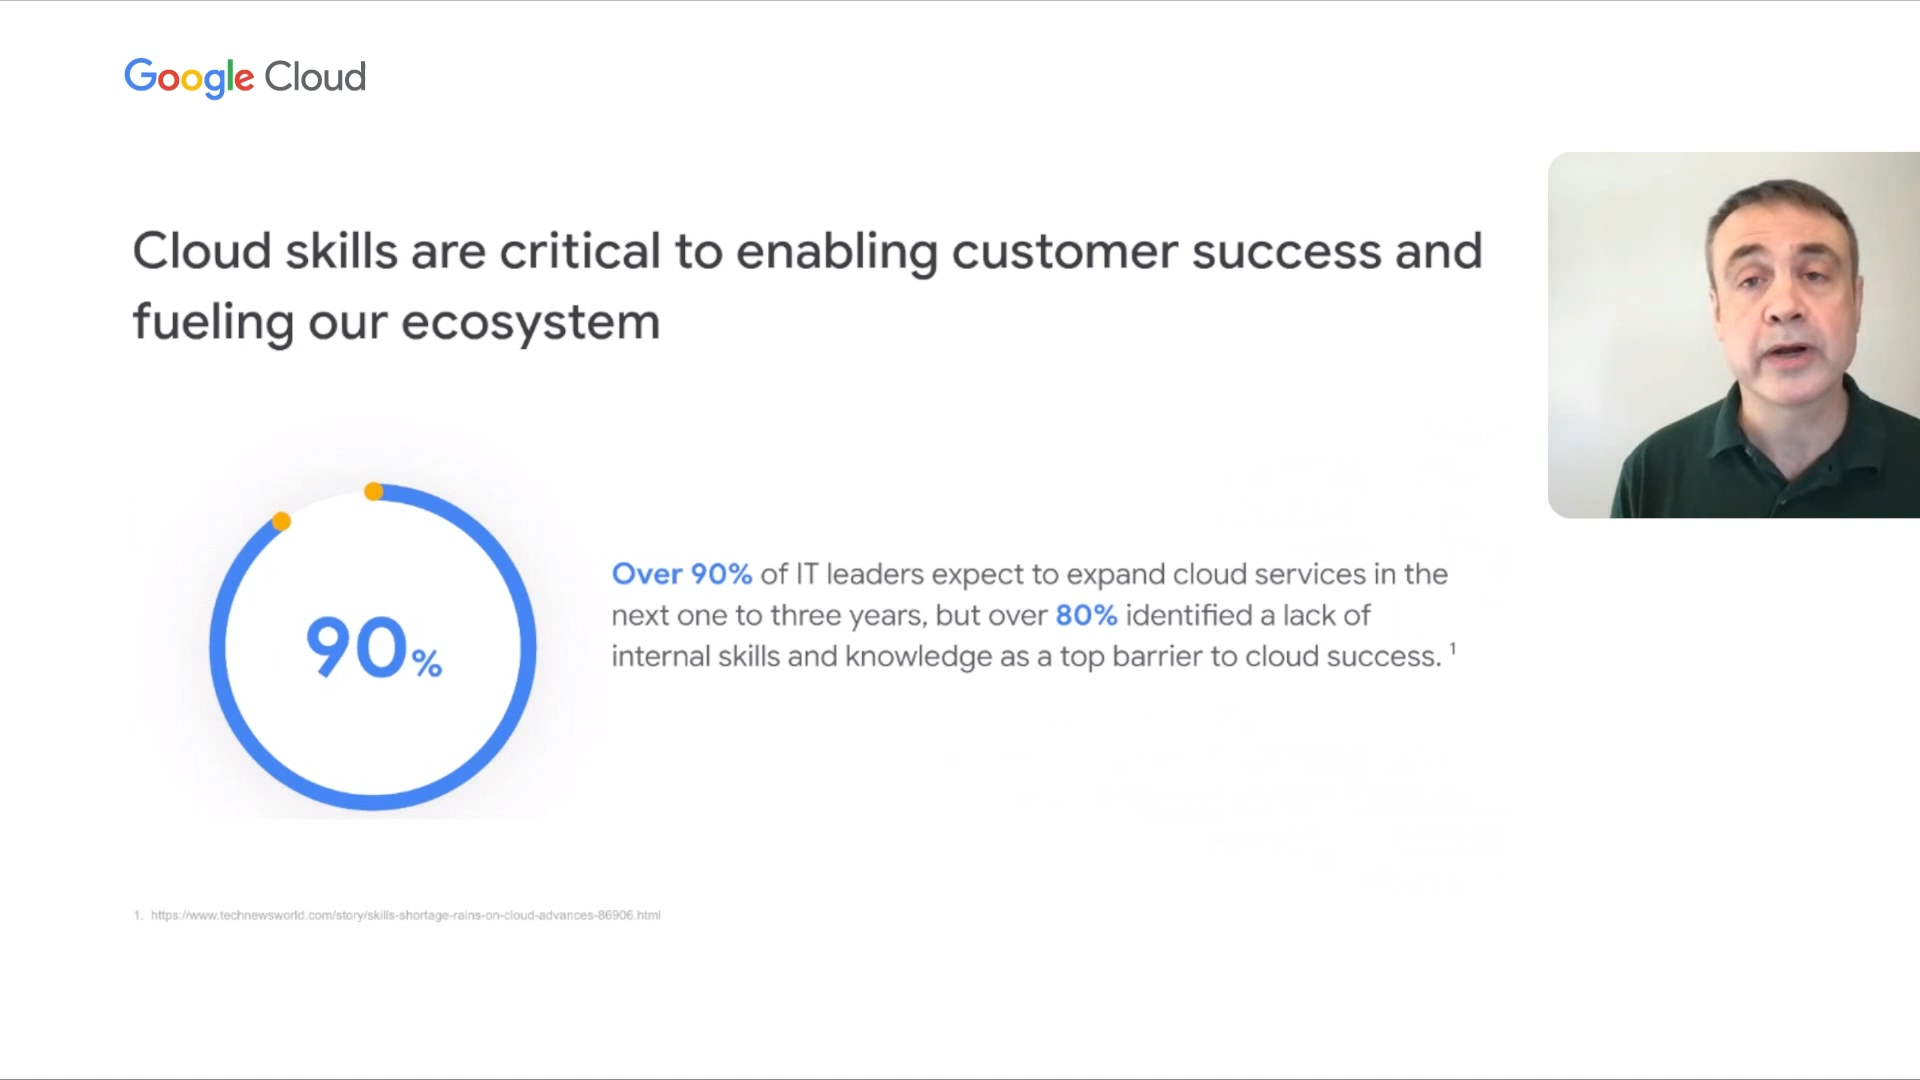 Google Cloud
Cloud skills are critical to enabling customer success and
fueling our ecosystem
90%
Over 90% of IT leaders expect to expand cloud services in the
next one to three years, but over 80% identified a lack of
internal skills and knowledge as a top barrier to cloud success. 1
1. https://www.technewsworld.com/story/skills-shortage-rains-on-cloud-advances-86906.html